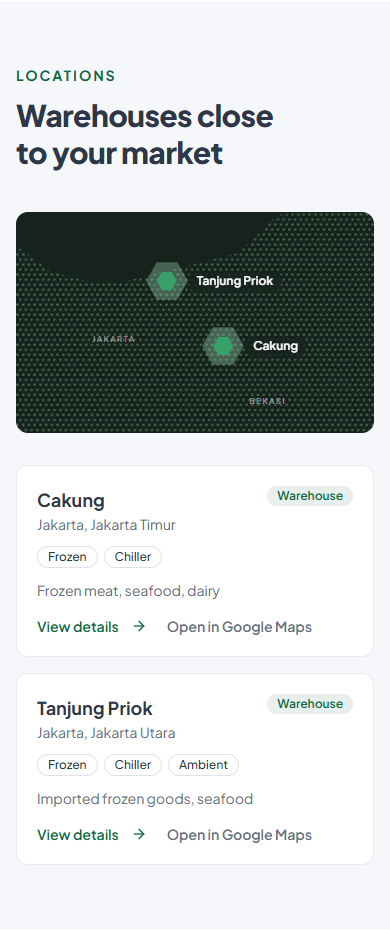 LOCATIONS
Warehouses close
to your market
Tanjung Priok
JAKARTA
Cakung
BEKASI
Cakung
Warehouse
Jakarta, Jakarta Timur
Frozen
Chiller
Frozen meat, seafood, dairy
View details → Open in Google Maps
Tanjung Priok
Warehouse
Jakarta, Jakarta Utara
Frozen
Chiller
Ambient
Imported frozen goods, seafood
View details → Open in Google Maps